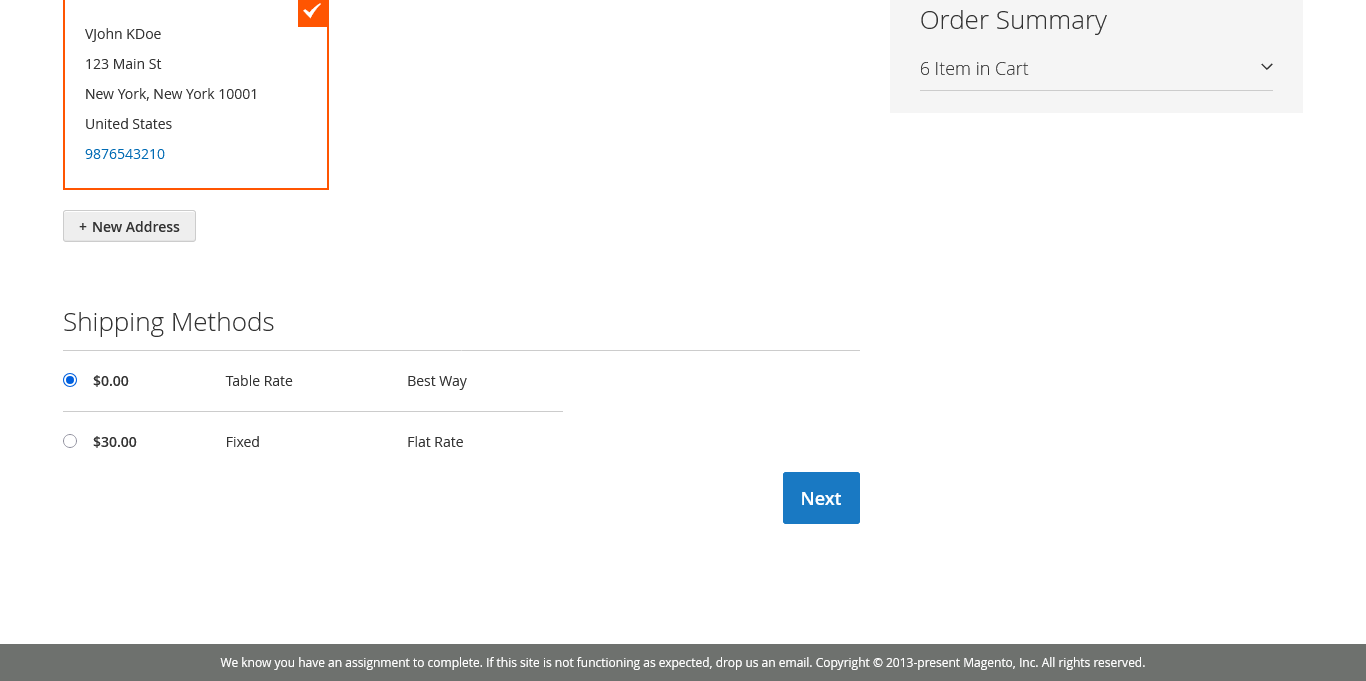 VJohn KDoe
123 Main St
New York, New York 10001
United States
9876543210
+ New Address
Order Summary
6 Item in Cart
Shipping Methods
$0.00 Table Rate Best Way
$30.00 Fixed Flat Rate
Next
We know you have an assignment to complete. If this site is not functioning as expected, drop us an email. Copyright © 2013-present Magento, Inc. All rights reserved.